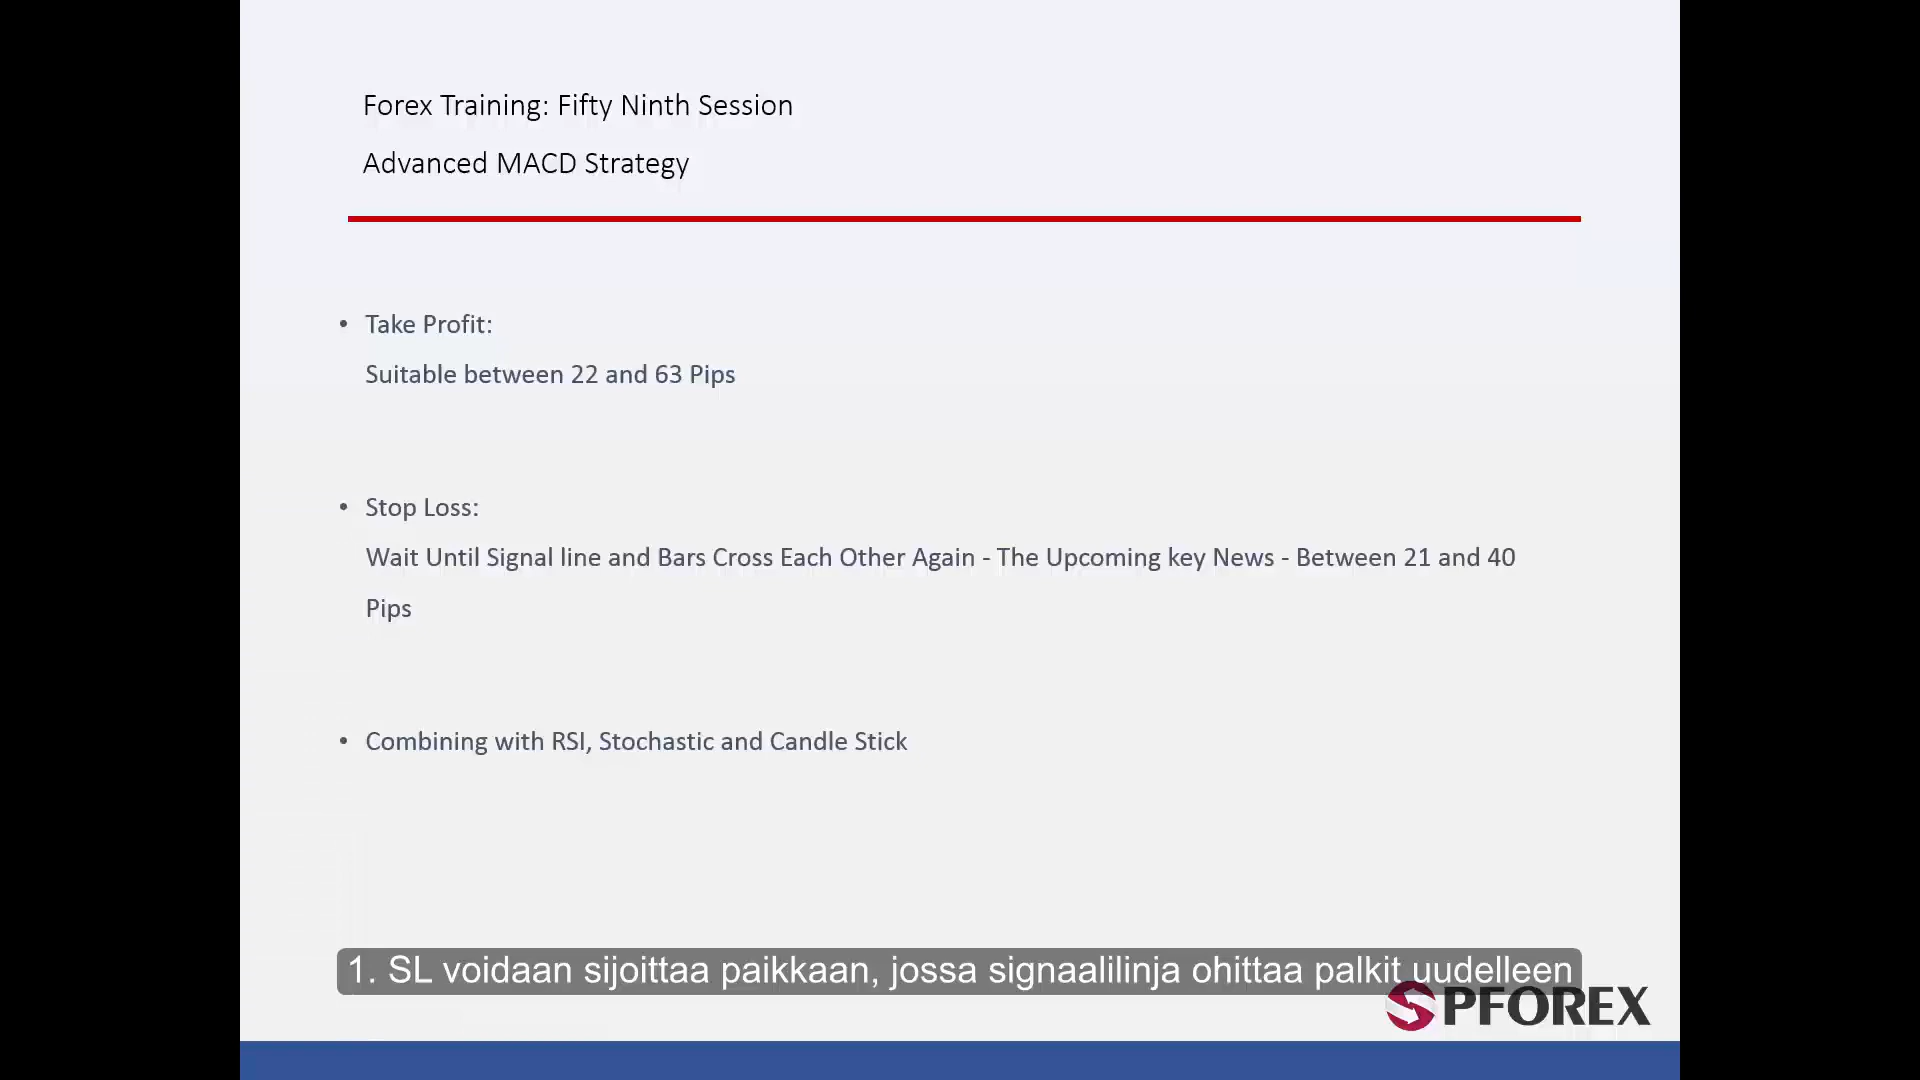 Forex Training: Fifty Ninth Session
Advanced MACD Strategy
• Take Profit:
Suitable between 22 and 63 Pips
• Stop Loss:
Wait Until Signal line and Bars Cross Each Other Again - The Upcoming key News - Between 21 and 40
Pips
• Combining with RSI, Stochastic and Candle Stick
1. SL voidaan sijoittaa paikkaan, jossa signaalilinja ohittaa palkit uudelleen
SPFOREX